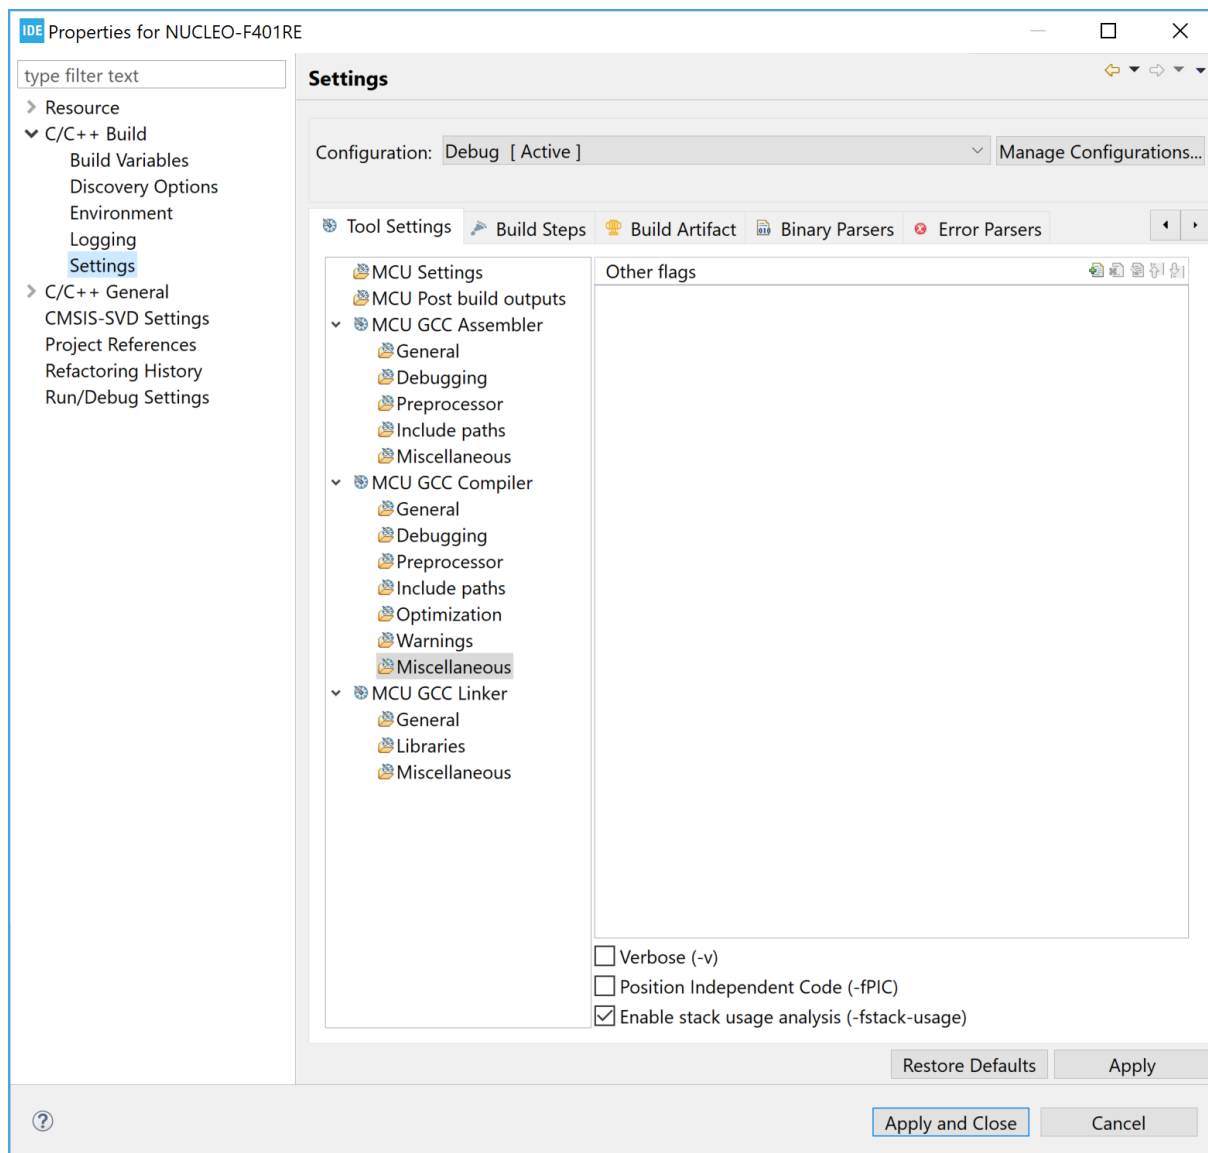 IDE Properties for NUCLEO-F401RE
type filter text
Resource
C/C++ Build
Build Variables
Discovery Options
Environment
Logging
Settings
C/C++ General
CMSIS-SVD Settings
Project References
Refactoring History
Run/Debug Settings
Settings
Configuration: Debug [ Active ] Manage Configurations...
Tool Settings Build Steps Build Artifact Binary Parsers Error Parsers
MCU Settings
MCU Post build outputs
MCU GCC Assembler
General
Debugging
Preprocessor
Include paths
Miscellaneous
MCU GCC Compiler
General
Debugging
Preprocessor
Include paths
Optimization
Warnings
Miscellaneous
MCU GCC Linker
General
Libraries
Miscellaneous
Other flags
Verbose (-v)
Position Independent Code (-fPIC)
Enable stack usage analysis (-fstack-usage)
Restore Defaults Apply
? Apply and Close Cancel